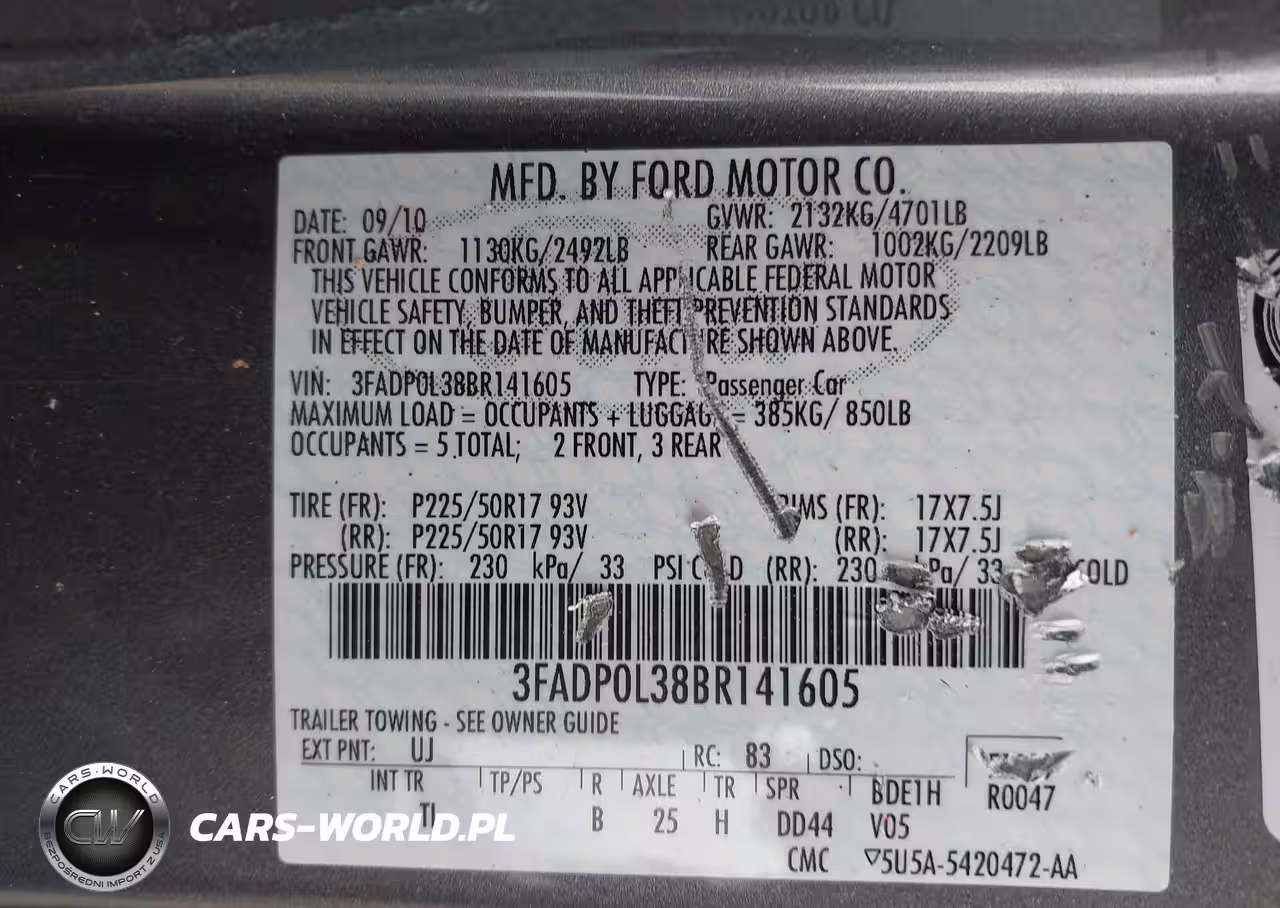 MFD. BY FORD MOTOR CO.
DATE: 09/10 GVWR: 2132KG/4701LB
FRONT GAWR: 1130KG/2492LB REAR GAWR: 1002KG/2209LB
THIS VEHICLE CONFORMS TO ALL APPLICABLE FEDERAL MOTOR
VEHICLE SAFETY, BUMPER, AND THEFT PREVENTION STANDARDS
IN EFFECT ON THE DATE OF MANUFACTURE SHOWN ABOVE.
VIN: 3FADP0L38BR141605 TYPE: Passenger Car
MAXIMUM LOAD = OCCUPANTS + LUGGAGE = 385KG/ 850LB
OCCUPANTS = 5 TOTAL; 2 FRONT, 3 REAR
TIRE (FR): P225/50R17 93V RIMS (FR): 17X7.5J
(RR): P225/50R17 93V (RR): 17X7.5J
PRESSURE (FR): 230 kPa/ 33 PSI COLD (RR): 230 kPa/ 33 COLD
3FADP0L38BR141605
TRAILER TOWING - SEE OWNER GUIDE
EXT PNT: UJ RC: 83 DSO:
INT TR TP/PS R AXLE TR SPR BDE1H R0047
TI B 25 H DD44 V05
CMC ▽5U5A-5420472-AA
CARS-WORLD
CW
BEZPOŚREDNI IMPORT Z USA
CARS-WORLD.PL